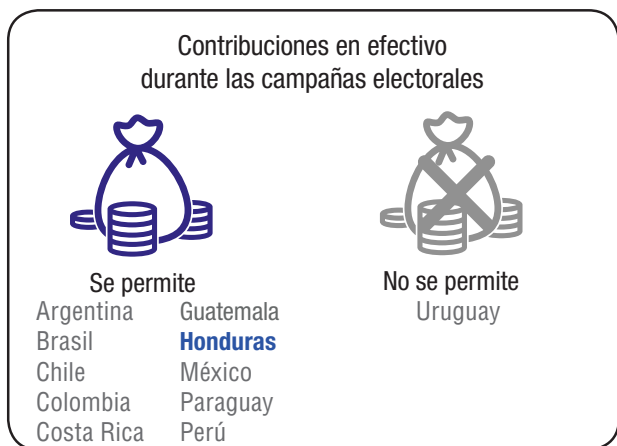 Contribuciones en efectivo
durante las campañas electorales
Se permite
Argentina
Brasil
Chile
Colombia
Costa Rica
Guatemala
Honduras
México
Paraguay
Perú
No se permite
Uruguay